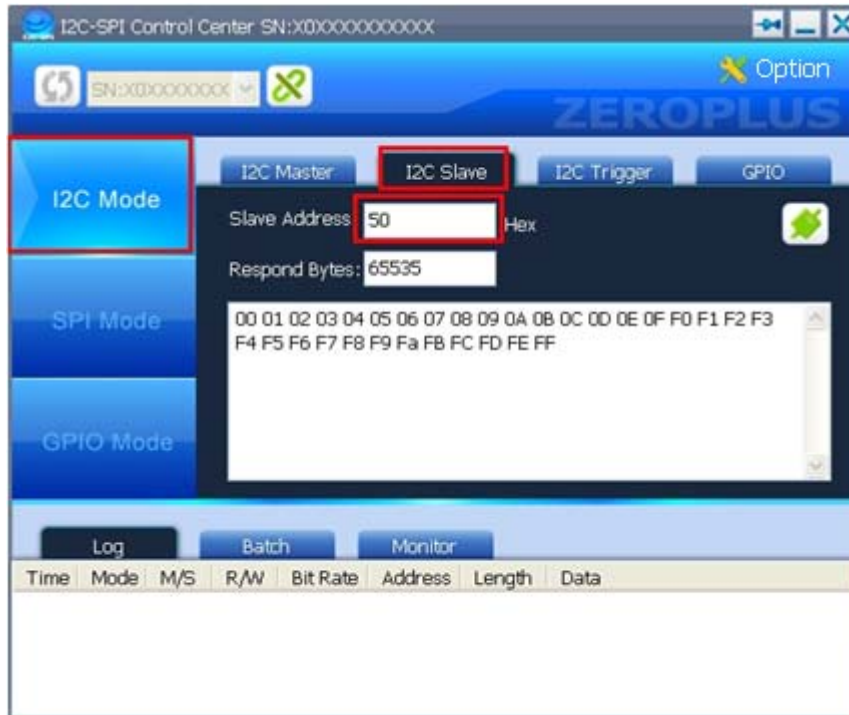 I2C-SPI Control Center SN:X0XXXXXXXXXX
SN:X0XXXXXXX
Option
ZEROPLUS
I2C Mode
I2C Master I2C Slave I2C Trigger GPIO
Slave Address 50 Hex
Respond Bytes: 65535
SPI Mode
00 01 02 03 04 05 06 07 08 09 0A 0B 0C 0D 0E 0F F0 F1 F2 F3
F4 F5 F6 F7 F8 F9 Fa FB FC FD FE FF
GPIO Mode
Log Batch Monitor
Time Mode M/S R/W Bit Rate Address Length Data